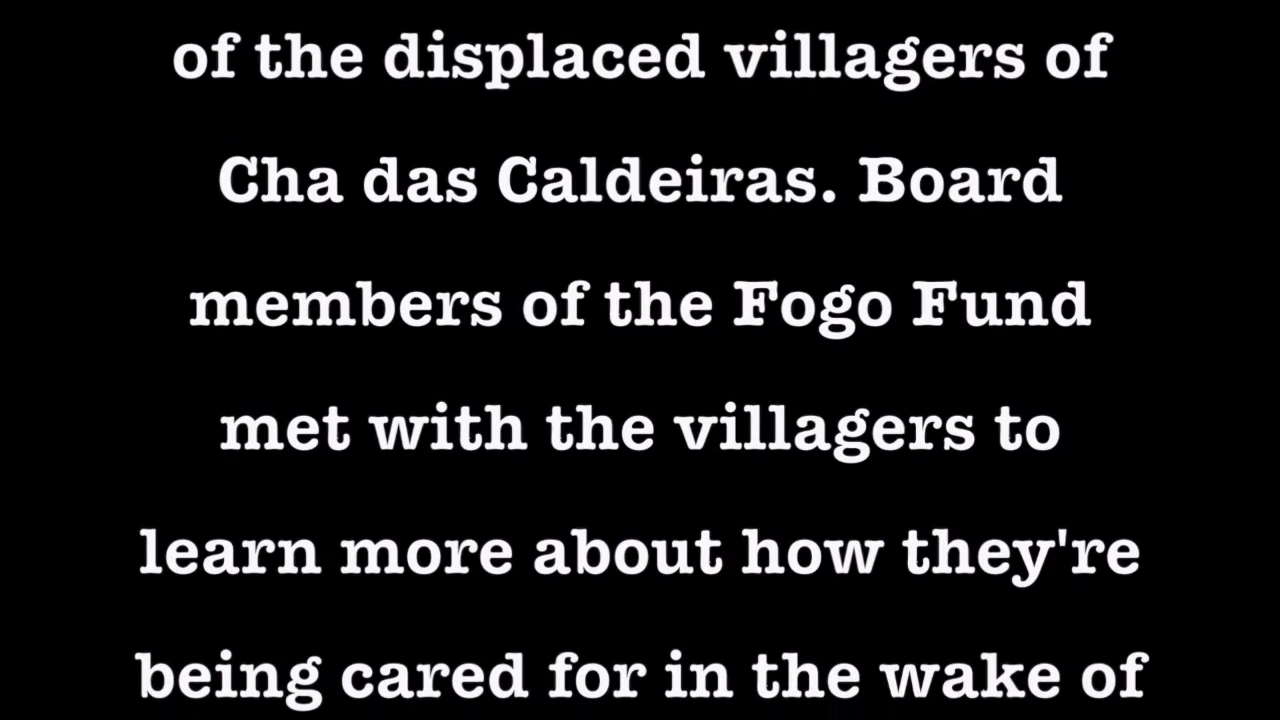 of the displaced villagers of
Cha das Caldeiras. Board
members of the Fogo Fund
met with the villagers to
learn more about how they're
being cared for in the wake of